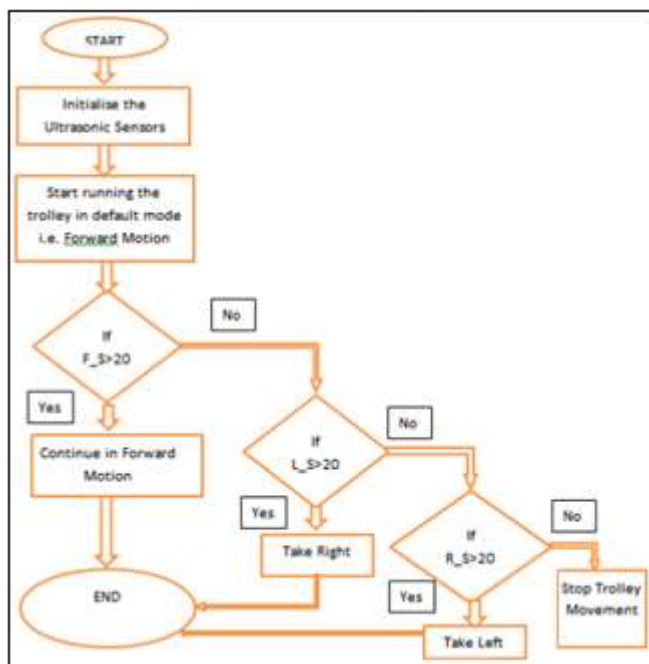 START
Initialise the
Ultrasonic Sensors
Start running the
trolley in default mode
i.e. Forward Motion
If
F_S>20
No
Yes
Continue in Forward
Motion
If
L_S>20
No
Yes
Take Right
If
R_S>20
No
Yes
Stop Trolley
Movement
Take Left
END